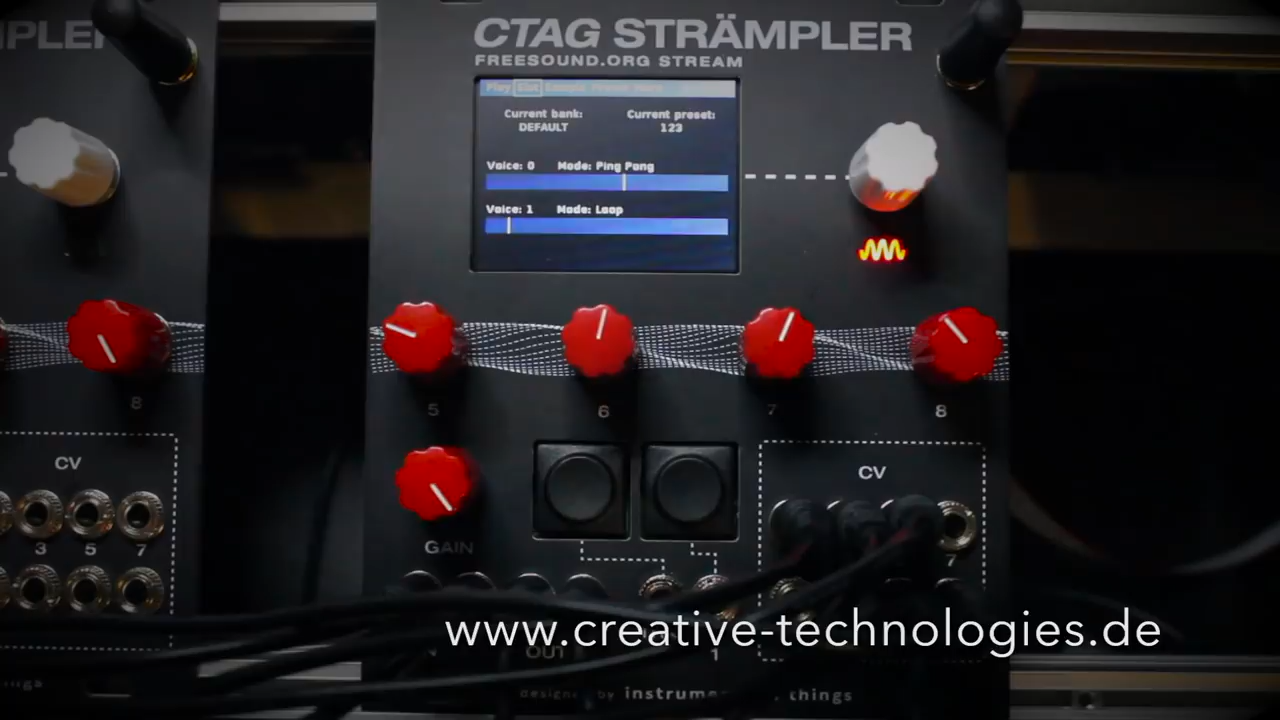 CTAG STRÄMPLER
FREESOUND.ORG STREAM
Play Slot
Current bank: Current preset:
DEFAULT 123
Voice: 0 Mode: Ping Pong
Voice: 1 Mode: Loop
8
5 6 7 8
CV
CV
GAIN
3 5 7
7
www.creative-technologies.de
OUT
1
by things